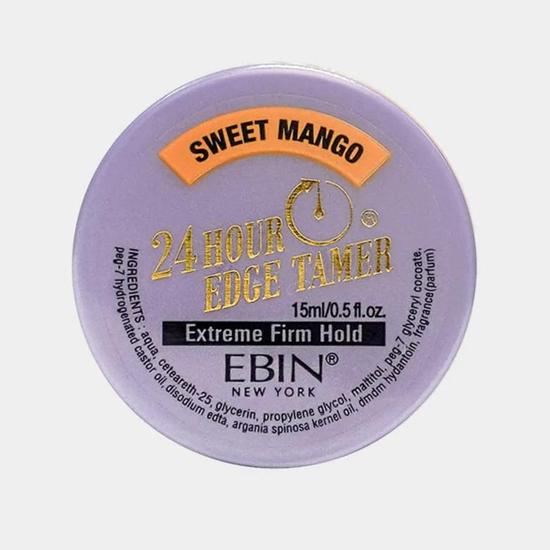 SWEET MANGO
24 HOUR ®
EDGE TAMER
15ml/0.5 fl.oz.
Extreme Firm Hold
EBIN®
NEW YORK
INGREDIENTS : aqua, ceteareth-25, glycerin, propylene glycol, maltitol, peg-7 glyceryl cocoate,
peg-7 hydrogenated castor oil, disodium edta, argania spinosa kernel oil, dmdm hydantoin, fragrance(parfum)